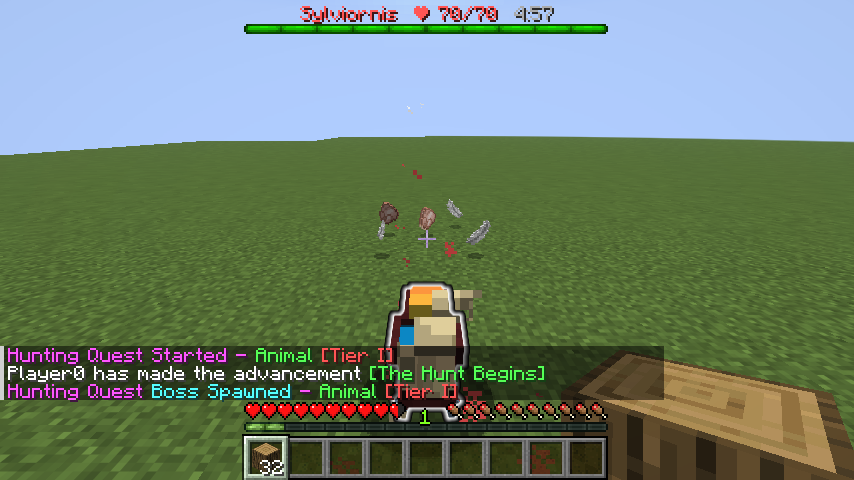 Sylviornis ❤ 70/70 4:57
Hunting Quest Started - Animal [Tier I]
Player0 has made the advancement [The Hunt Begins]
Hunting Quest Boss Spawned - Animal [Tier I]
1
32